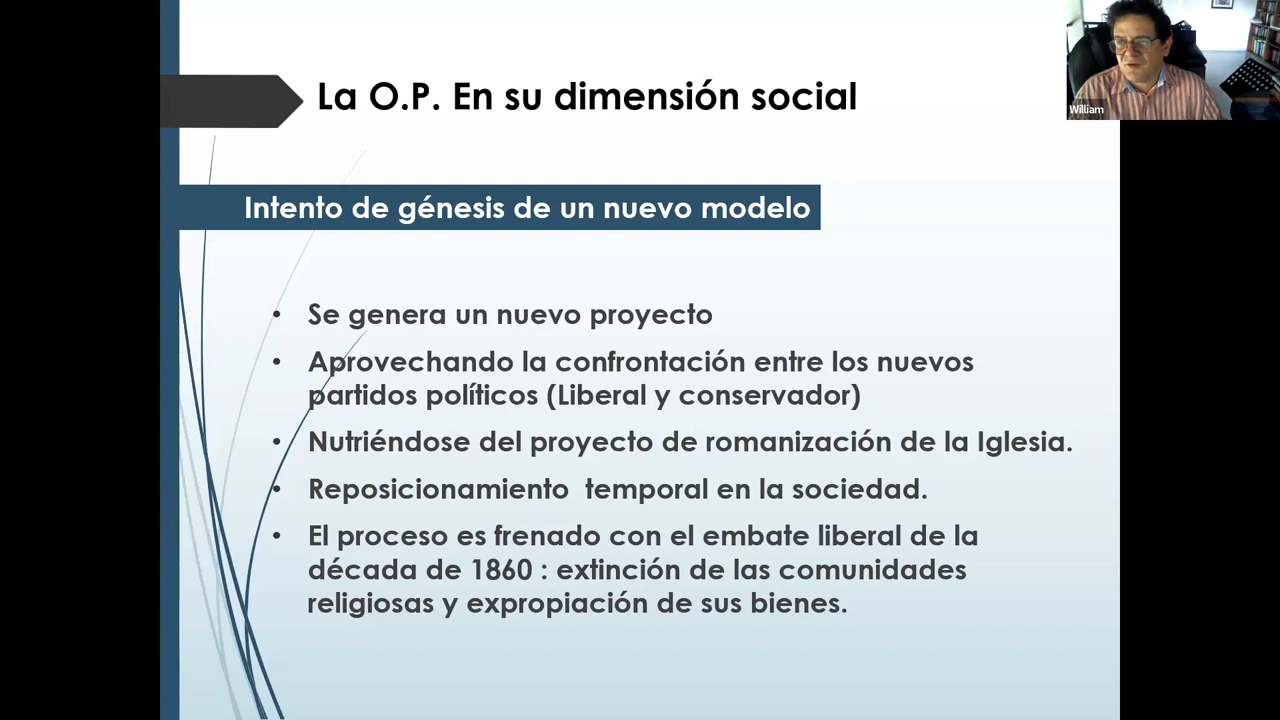 La O.P. En su dimensión social
William
Intento de génesis de un nuevo modelo
• Se genera un nuevo proyecto
• Aprovechando la confrontación entre los nuevos
partidos políticos (Liberal y conservador)
• Nutriéndose del proyecto de romanización de la Iglesia.
• Reposicionamiento temporal en la sociedad.
• El proceso es frenado con el embate liberal de la
década de 1860 : extinción de las comunidades
religiosas y expropiación de sus bienes.